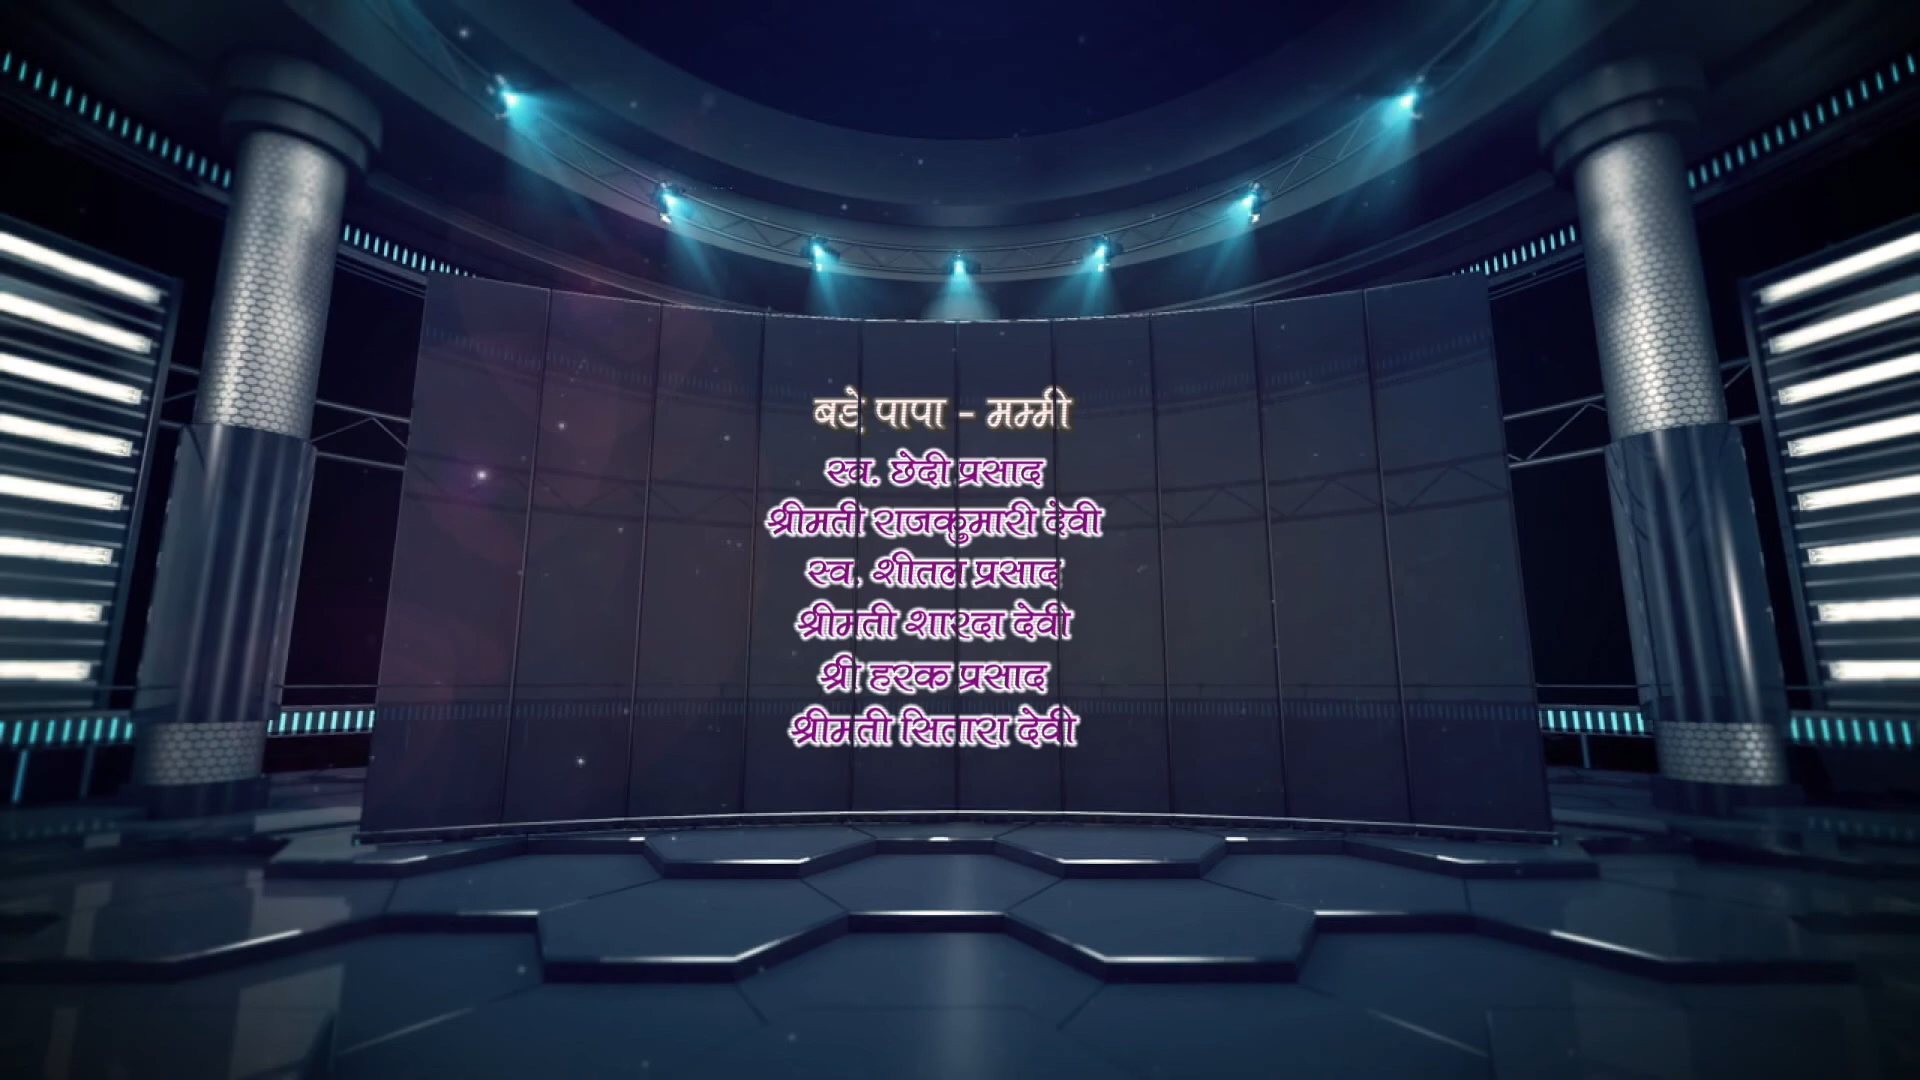 बड़े पापा - मम्मी
स्व. छेदी प्रसाद
श्रीमती राजकुमारी देवी
स्व. शीतल प्रसाद
श्रीमती शारदा देवी
श्री हरक प्रसाद
श्रीमती सितारा देवी